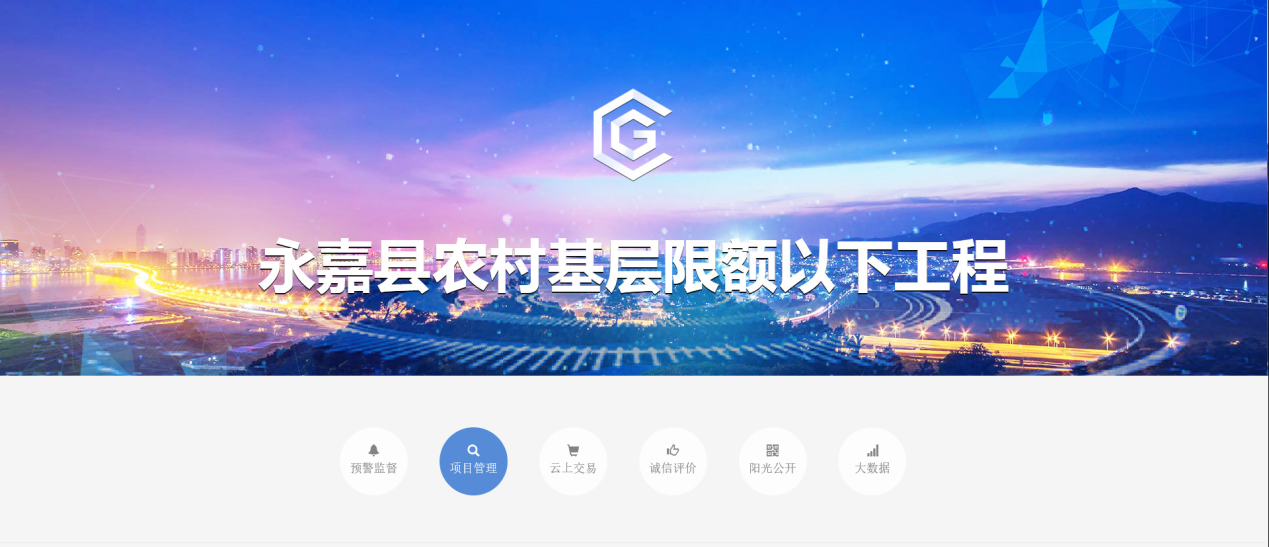 永嘉县农村基层限额以下工程
预警监督
项目管理
云上交易
诚信评价
阳光公开
大数据